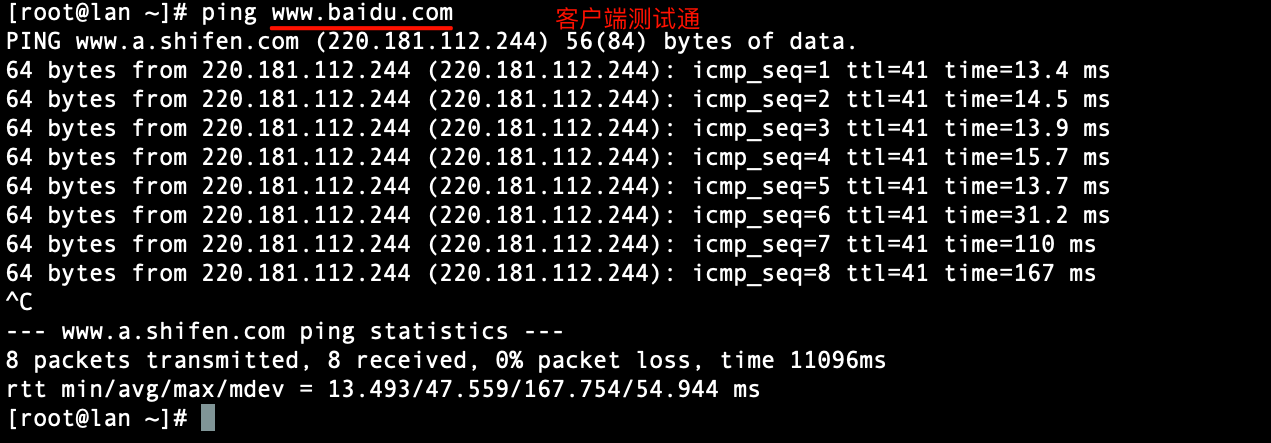 [root@lan ~]# ping www.baidu.com 客户端测试通
PING www.a.shifen.com (220.181.112.244) 56(84) bytes of data.
64 bytes from 220.181.112.244 (220.181.112.244): icmp_seq=1 ttl=41 time=13.4 ms
64 bytes from 220.181.112.244 (220.181.112.244): icmp_seq=2 ttl=41 time=14.5 ms
64 bytes from 220.181.112.244 (220.181.112.244): icmp_seq=3 ttl=41 time=13.9 ms
64 bytes from 220.181.112.244 (220.181.112.244): icmp_seq=4 ttl=41 time=15.7 ms
64 bytes from 220.181.112.244 (220.181.112.244): icmp_seq=5 ttl=41 time=13.7 ms
64 bytes from 220.181.112.244 (220.181.112.244): icmp_seq=6 ttl=41 time=31.2 ms
64 bytes from 220.181.112.244 (220.181.112.244): icmp_seq=7 ttl=41 time=110 ms
64 bytes from 220.181.112.244 (220.181.112.244): icmp_seq=8 ttl=41 time=167 ms
^C
--- www.a.shifen.com ping statistics ---
8 packets transmitted, 8 received, 0% packet loss, time 11096ms
rtt min/avg/max/mdev = 13.493/47.559/167.754/54.944 ms
[root@lan ~]#